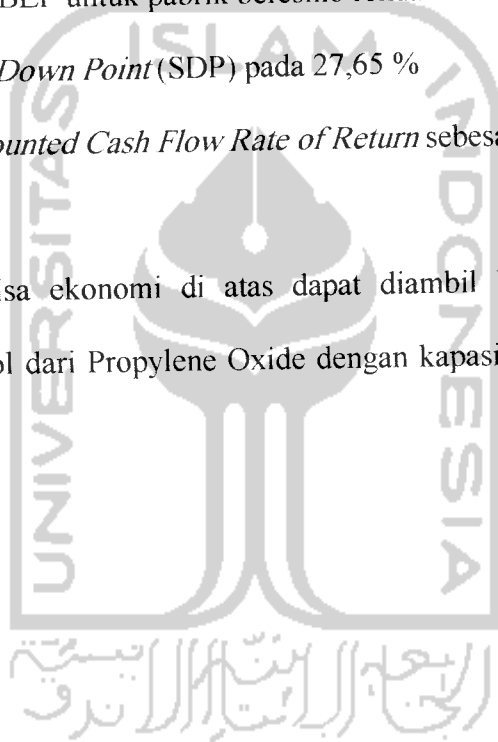 BEP untuk pabrik beresiko
Down Point (SDP) pada 27,65 %
ounted Cash Flow Rate of Return sebesa
isa ekonomi di atas dapat diambil
ol dari Propylene Oxide dengan kapasi
UNIVERSITAS
ISLAM
INDONESIA